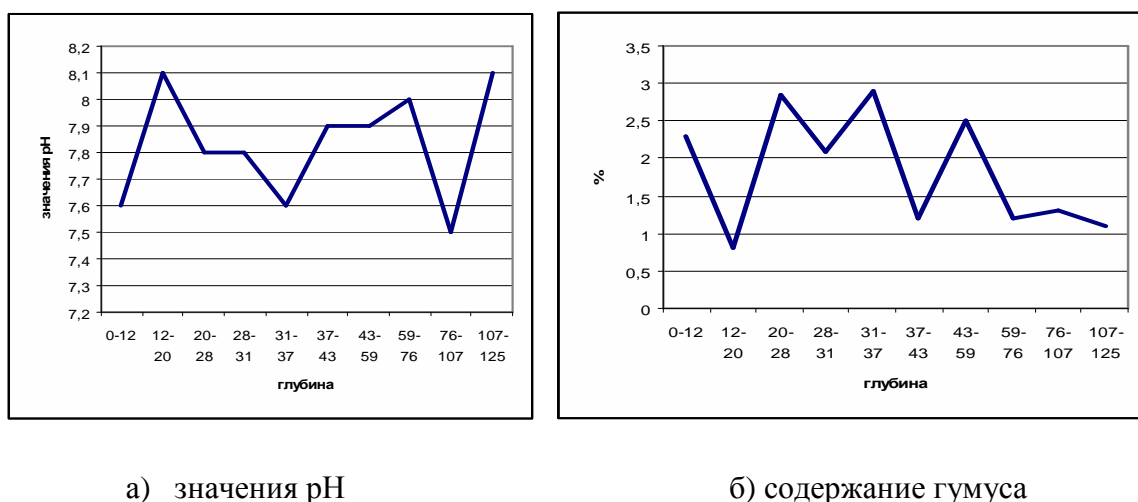 8,2
8,1
8
7,9
7,8
7,7
7,6
7,5
7,4
7,3
7,2
значения pH
0-12 12- 20- 28- 31- 37- 43- 59- 76- 107-
20 28 31 37 43 59 76 107 125
глубина
3,5
3
2,5
2
1,5
1
0,5
0
%
0-12 12- 20- 28- 31- 37- 43- 59- 76- 107-
20 28 31 37 43 59 76 107 125
глубина
а) значения pH
б) содержание гумуса